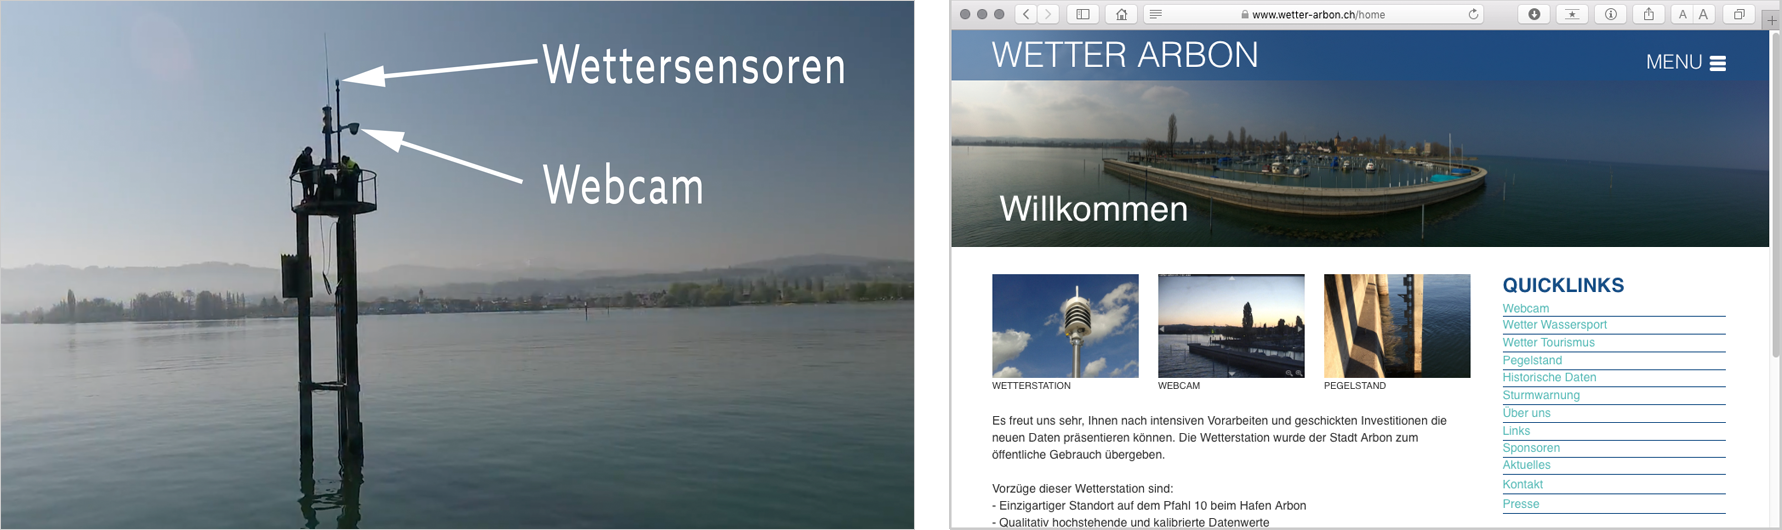 Wettersensoren
Webcam
www.wetter-arbon.ch/home
A A
WETTER ARBON
MENU
Willkommen
WETTERSTATION
WEBCAM
PEGELSTAND
Es freut uns sehr, Ihnen nach intensiven Vorarbeiten und geschickten Investitionen die
neuen Daten präsentieren können. Die Wetterstation wurde der Stadt Arbon zum
öffentliche Gebrauch übergeben.
Vorzüge dieser Wetterstation sind:
- Einzigartiger Standort auf dem Pfahl 10 beim Hafen Arbon
- Qualitativ hochstehende und kalibrierte Datenwerte
QUICKLINKS
Webcam
Wetter Wassersport
Wetter Tourismus
Pegelstand
Historische Daten
Sturmwarnung
Über uns
Links
Sponsoren
Aktuelles
Kontakt
Presse